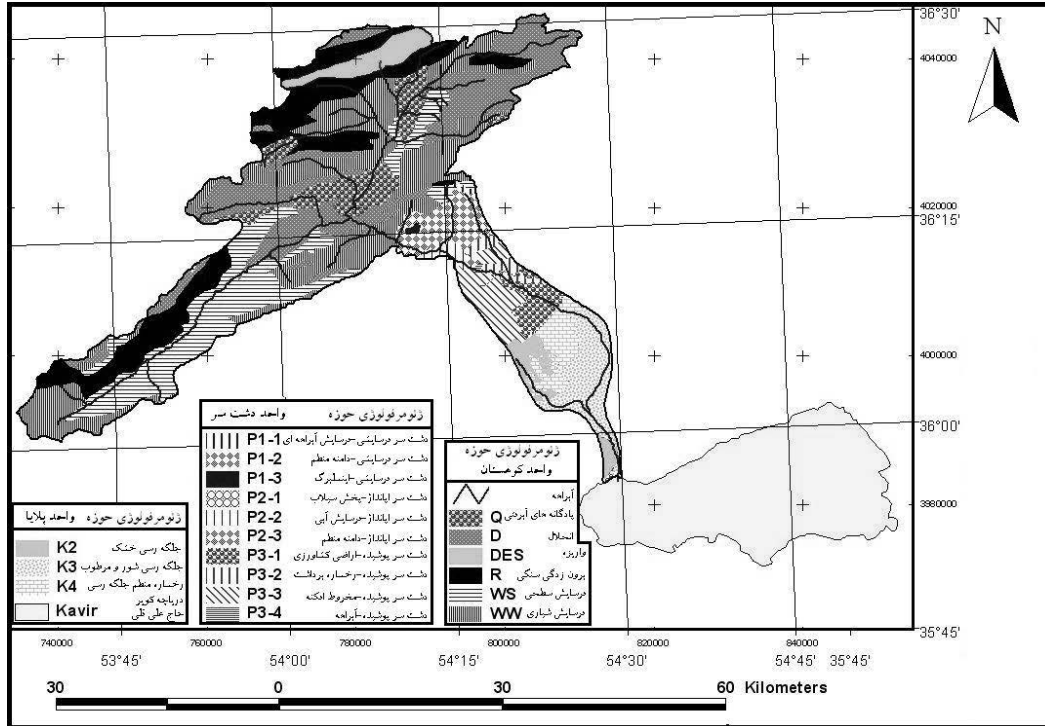 36°30'
N
4040000
4020000
36°15'
4000000
36°00'
3980000
35°45'
ژئومرفولوژی حوزه واحد پلایا
K2 جلگه رسی خشک
K3 جلگه رسی شور و مرطوب
K4 رخساره منظم جلگه رسی
Kavir دریاچه کویر
حاج علی قلی
ژئومرفولوژی حوزه واحد دشت سر
P1-1 دشت سر فرسایشی-فرسایش آبراهه ای
P1-2 دشت سر فرسایشی-دامنه منظم
P1-3 دشت سر فرسایشی-اینسلبرگ
P2-1 دشت سر اپانداژ-پخش سیلاب
P2-2 دشت سر اپانداژ-فرسایش آبی
P2-3 دشت سر اپانداژ-دامنه منظم
P3-1 دشت سر پوشیده-اراضی کشاورزی
P3-2 دشت سر پوشیده-رخساره برداشت
P3-3 دشت سر پوشیده-مخروط افکنه
P3-4 دشت سر پوشیده-آبراهه
ژئومرفولوژی حوزه
واحد کوهستان
آبراهه
Q پادگانه های آبرفتی
D انحلال
DES واریزه
R برون زدگی سنگی
WS فرسایش سطحی
WW فرسایش شیاری
740000 760000 780000 800000 820000 840000
53°45' 54°00' 54°15' 54°30' 54°45' 35°45'
30 0 30 60 Kilometers